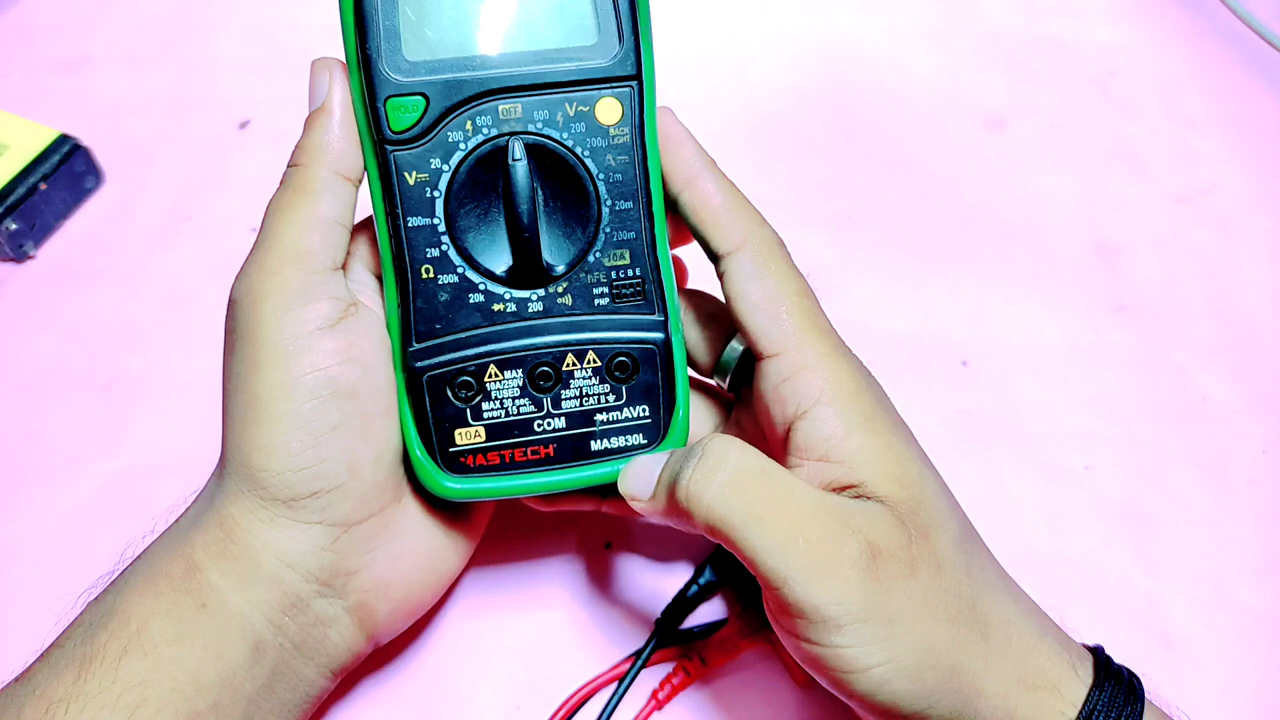 HOLD
OFF
V~
600
200
BACK
LIGHT
600
200
20
V⎓
2
200m
2M
Ω
200k
20k
2k
200
200µ
A⎓
2m
20m
200m
10A
hFE
E C B E
NPN
PNP
MAX
10A/250V
FUSED
MAX 30 sec.
every 15 min.
MAX
200mA/
250V FUSED
600V CAT II
10A
COM
mAVΩ
MASTECH
MAS830L